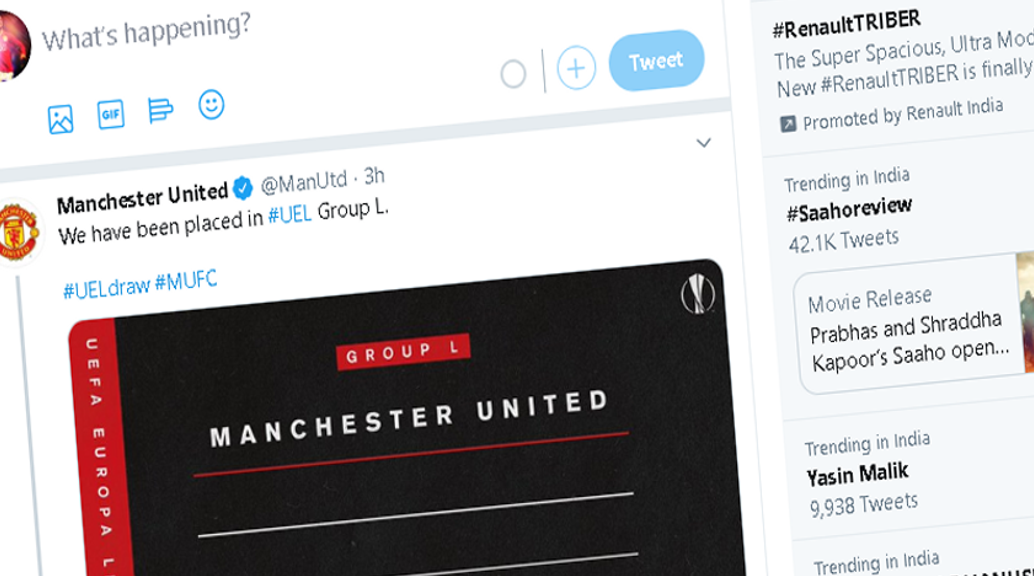 What's happening?
GIF
Tweet
Manchester United @ManUtd · 3h
We have been placed in #UEL Group L.
#UELdraw #MUFC
UEFA EUROPA
GROUP L
MANCHESTER UNITED
#RenaultTRIBER
The Super Spacious, Ultra Mod
New #RenaultTRIBER is finally
Promoted by Renault India
Trending in India
#Saahoreview
42.1K Tweets
Movie Release
Prabhas and Shraddha
Kapoor's Saaho open...
Trending in India
Yasin Malik
9,938 Tweets
Trending in India